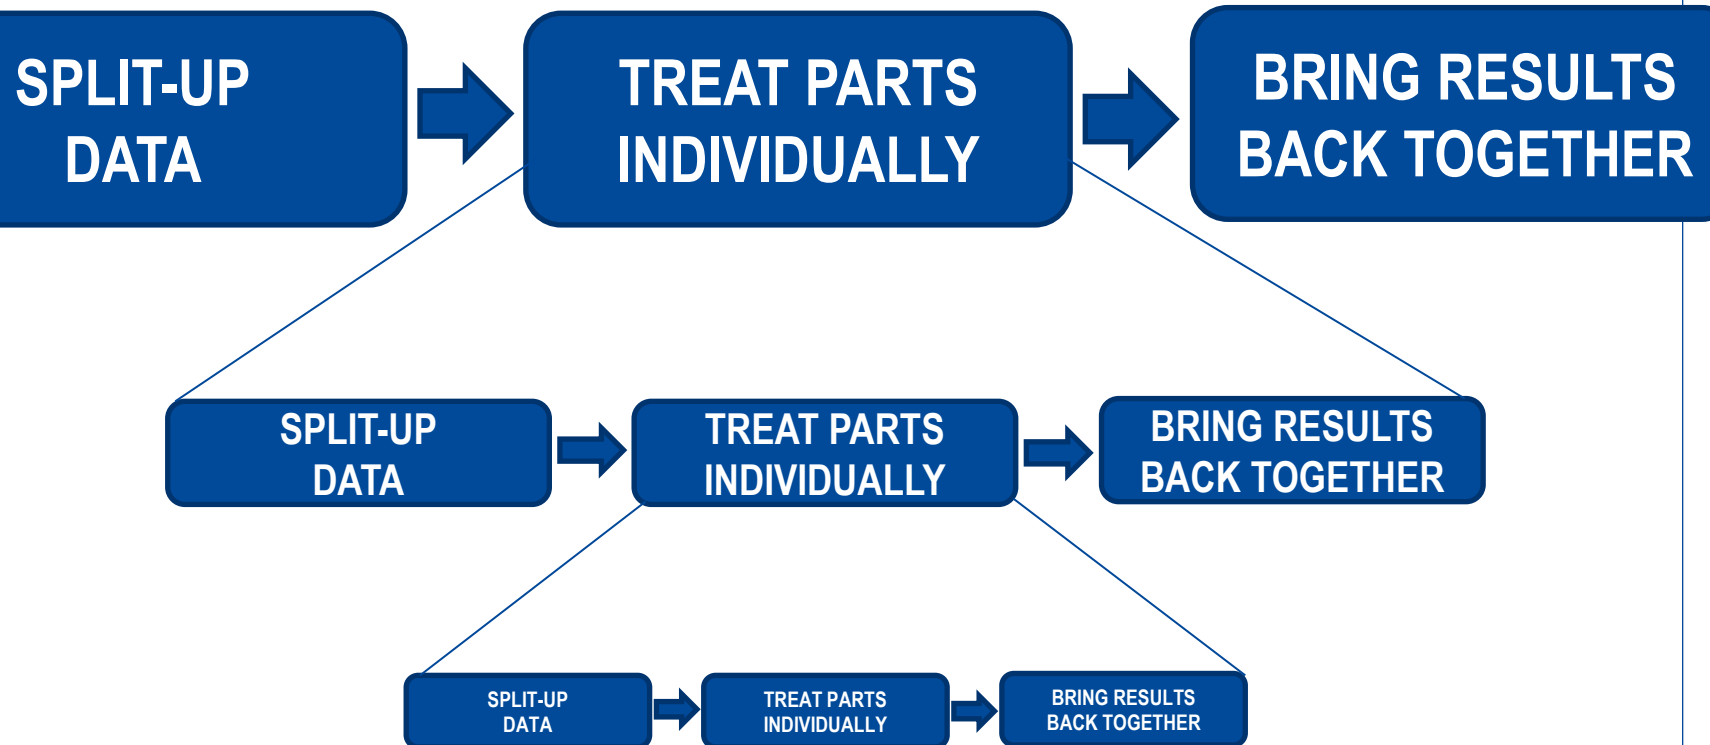 SPLIT-UP
DATA
TREAT PARTS
INDIVIDUALLY
BRING RESULTS
BACK TOGETHER
SPLIT-UP
DATA
TREAT PARTS
INDIVIDUALLY
BRING RESULTS
BACK TOGETHER
SPLIT-UP
DATA
TREAT PARTS
INDIVIDUALLY
BRING RESULTS
BACK TOGETHER